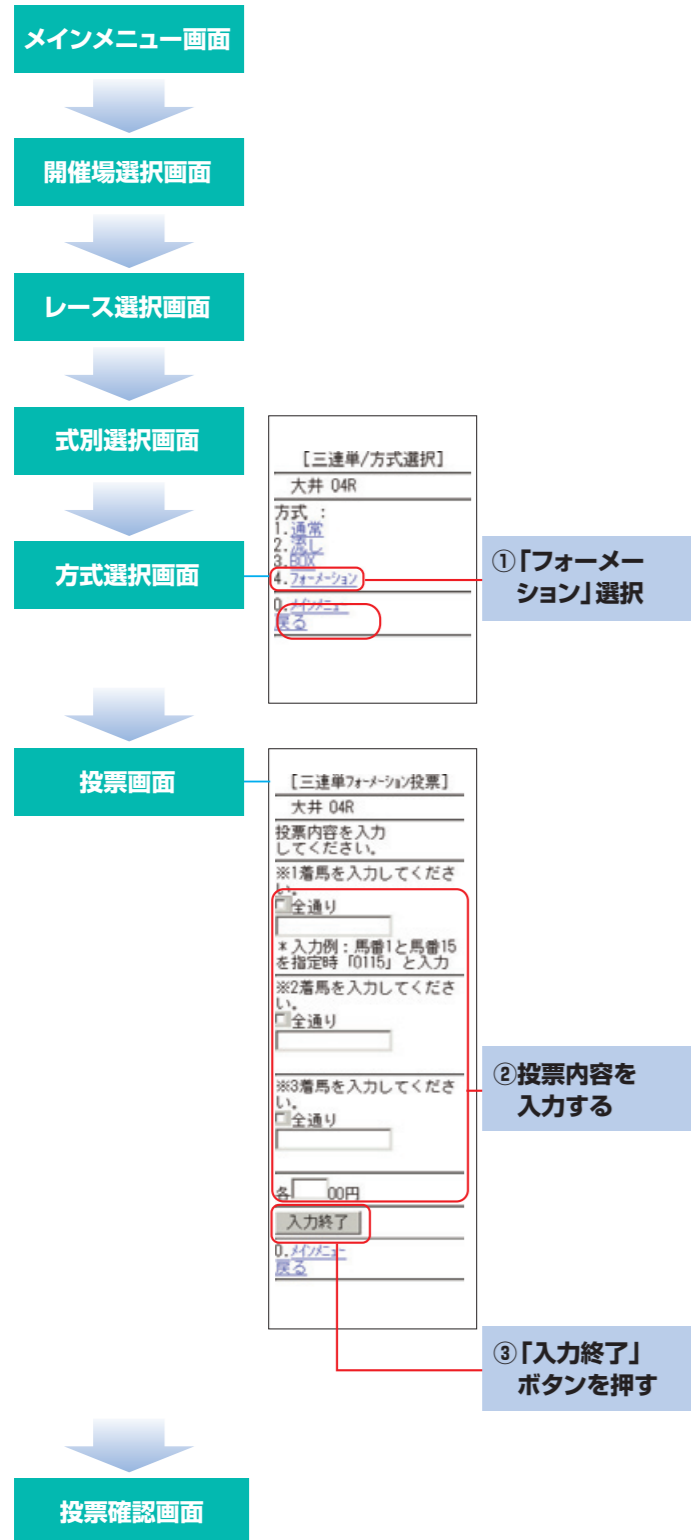 メインメニュー画面
開催場選択画面
レース選択画面
式別選択画面
方式選択画面
[三連単/方式選択]
大井 04R
方式 :
1.通常
2.流し
3.BOX
4.フォーメーション
0.メインメニュー
戻る
①「フォーメー
ション」選択
投票画面
[三連単フォーメーション投票]
大井 04R
投票内容を入力
してください。
※1着馬を入力してくださ
い。
全通り
*入力例：馬番1と馬番15
を指定時「0115」と入力
※2着馬を入力してくださ
い。
全通り
※3着馬を入力してくださ
い。
全通り
各 00円
入力終了
0.メインメニュー
戻る
②投票内容を
入力する
③「入力終了」
ボタンを押す
投票確認画面